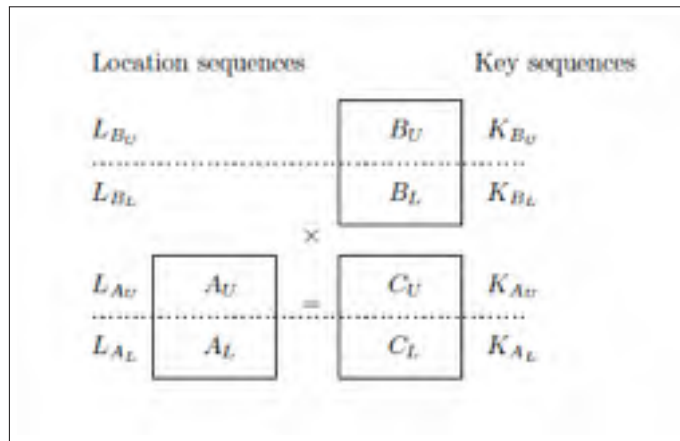 Location sequences Key sequences
L_{B_U} B_U K_{B_U}
L_{B_L} B_L K_{B_L}
×
L_{A_U} A_U = C_U K_{A_U}
L_{A_L} A_L C_L K_{A_L}